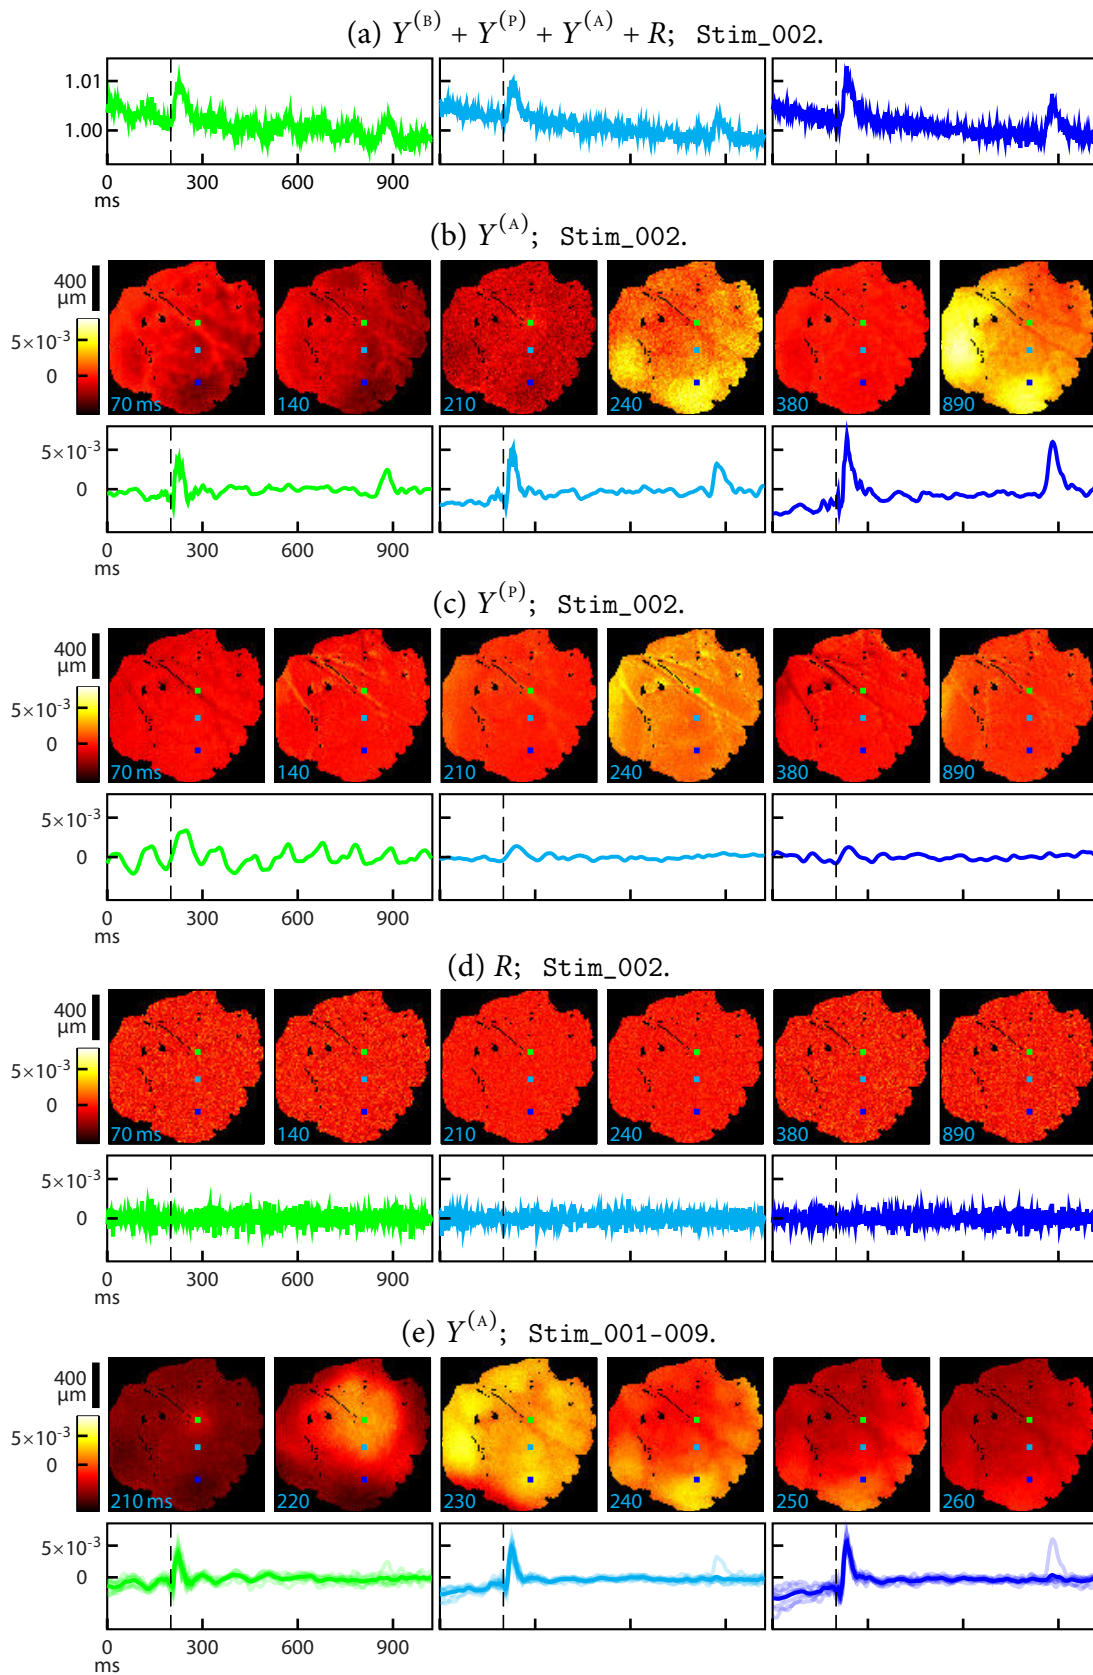 (a) Y(B) + Y(P) + Y(A) + R; Stim_002.
1.01
1.00
0 300 600 900
ms
(b) Y(A); Stim_002.
400
µm
5×10-3
0
70 ms 140 210 240 380 890
5×10-3
0
0 300 600 900
ms
(c) Y(P); Stim_002.
400
µm
5×10-3
0
70 ms 140 210 240 380 890
5×10-3
0
0 300 600 900
ms
(d) R; Stim_002.
400
µm
5×10-3
0
70 ms 140 210 240 380 890
5×10-3
0
0 300 600 900
ms
(e) Y(A); Stim_001-009.
400
µm
5×10-3
0
210 ms 220 230 240 250 260
5×10-3
0
0 300 600 900
ms